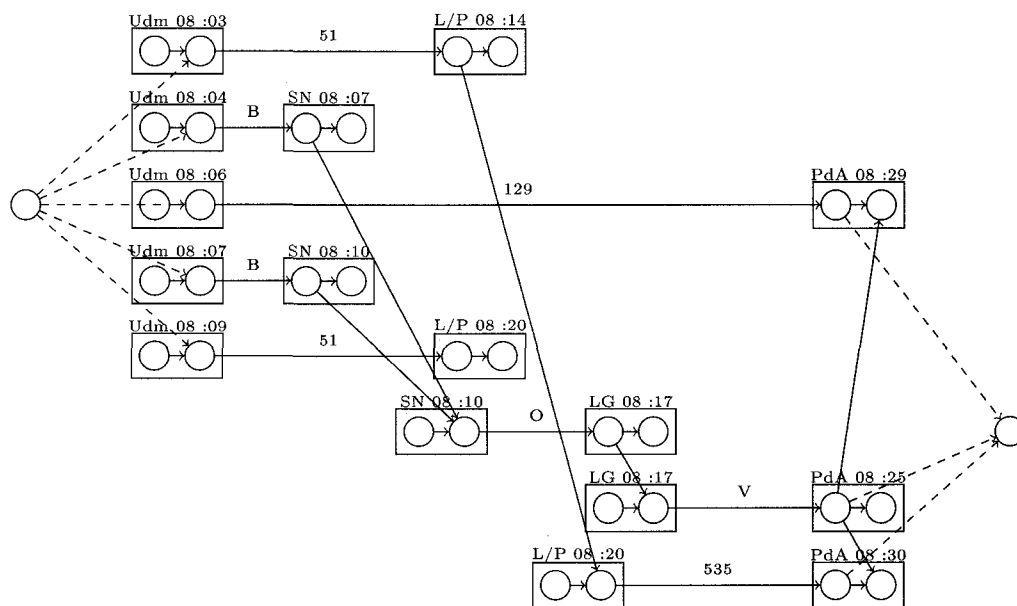 Udm 08 :03
51
L/P 08 :14
Udm 08 :04
B
SN 08 :07
Udm 08 :06
129
PdA 08 :29
Udm 08 :07
B
SN 08 :10
Udm 08 :09
51
L/P 08 :20
SN 08 :10
O
LG 08 :17
LG 08 :17
V
PdA 08 :25
L/P 08 :20
535
PdA 08 :30